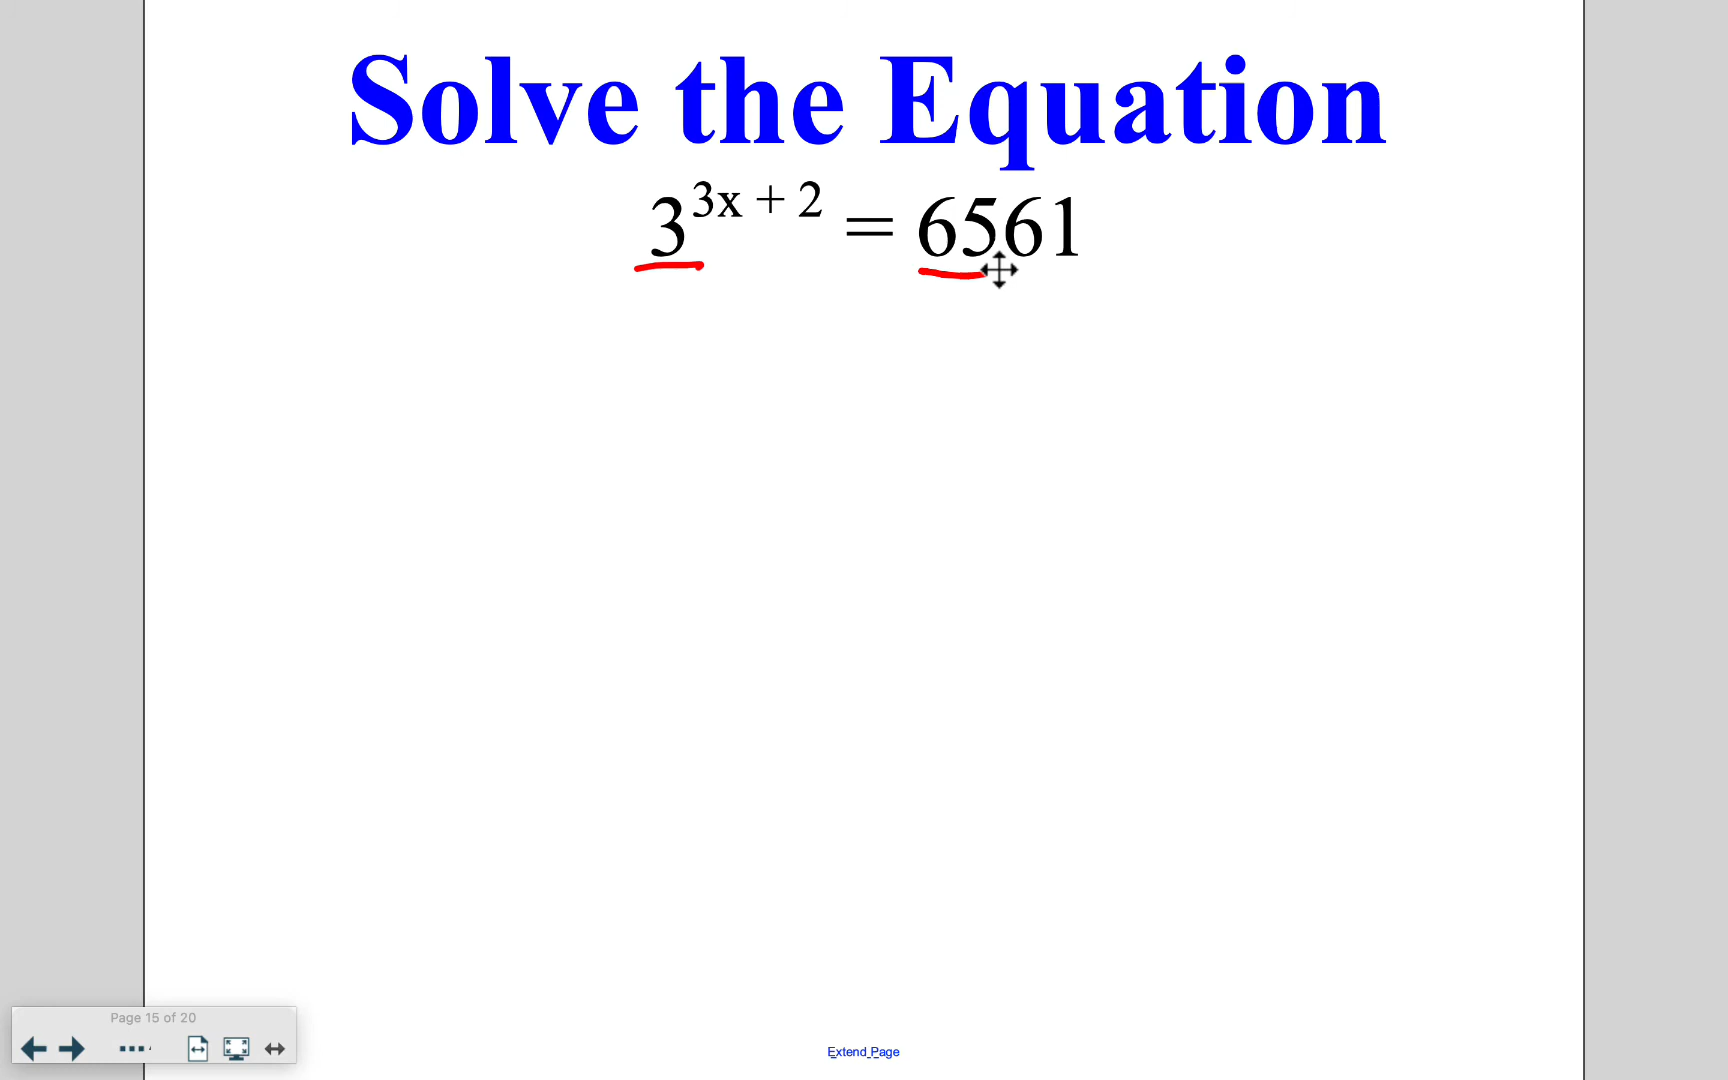 Solve the Equation
3^{3x + 2} = 6561
Page 15 of 20
Extend Page